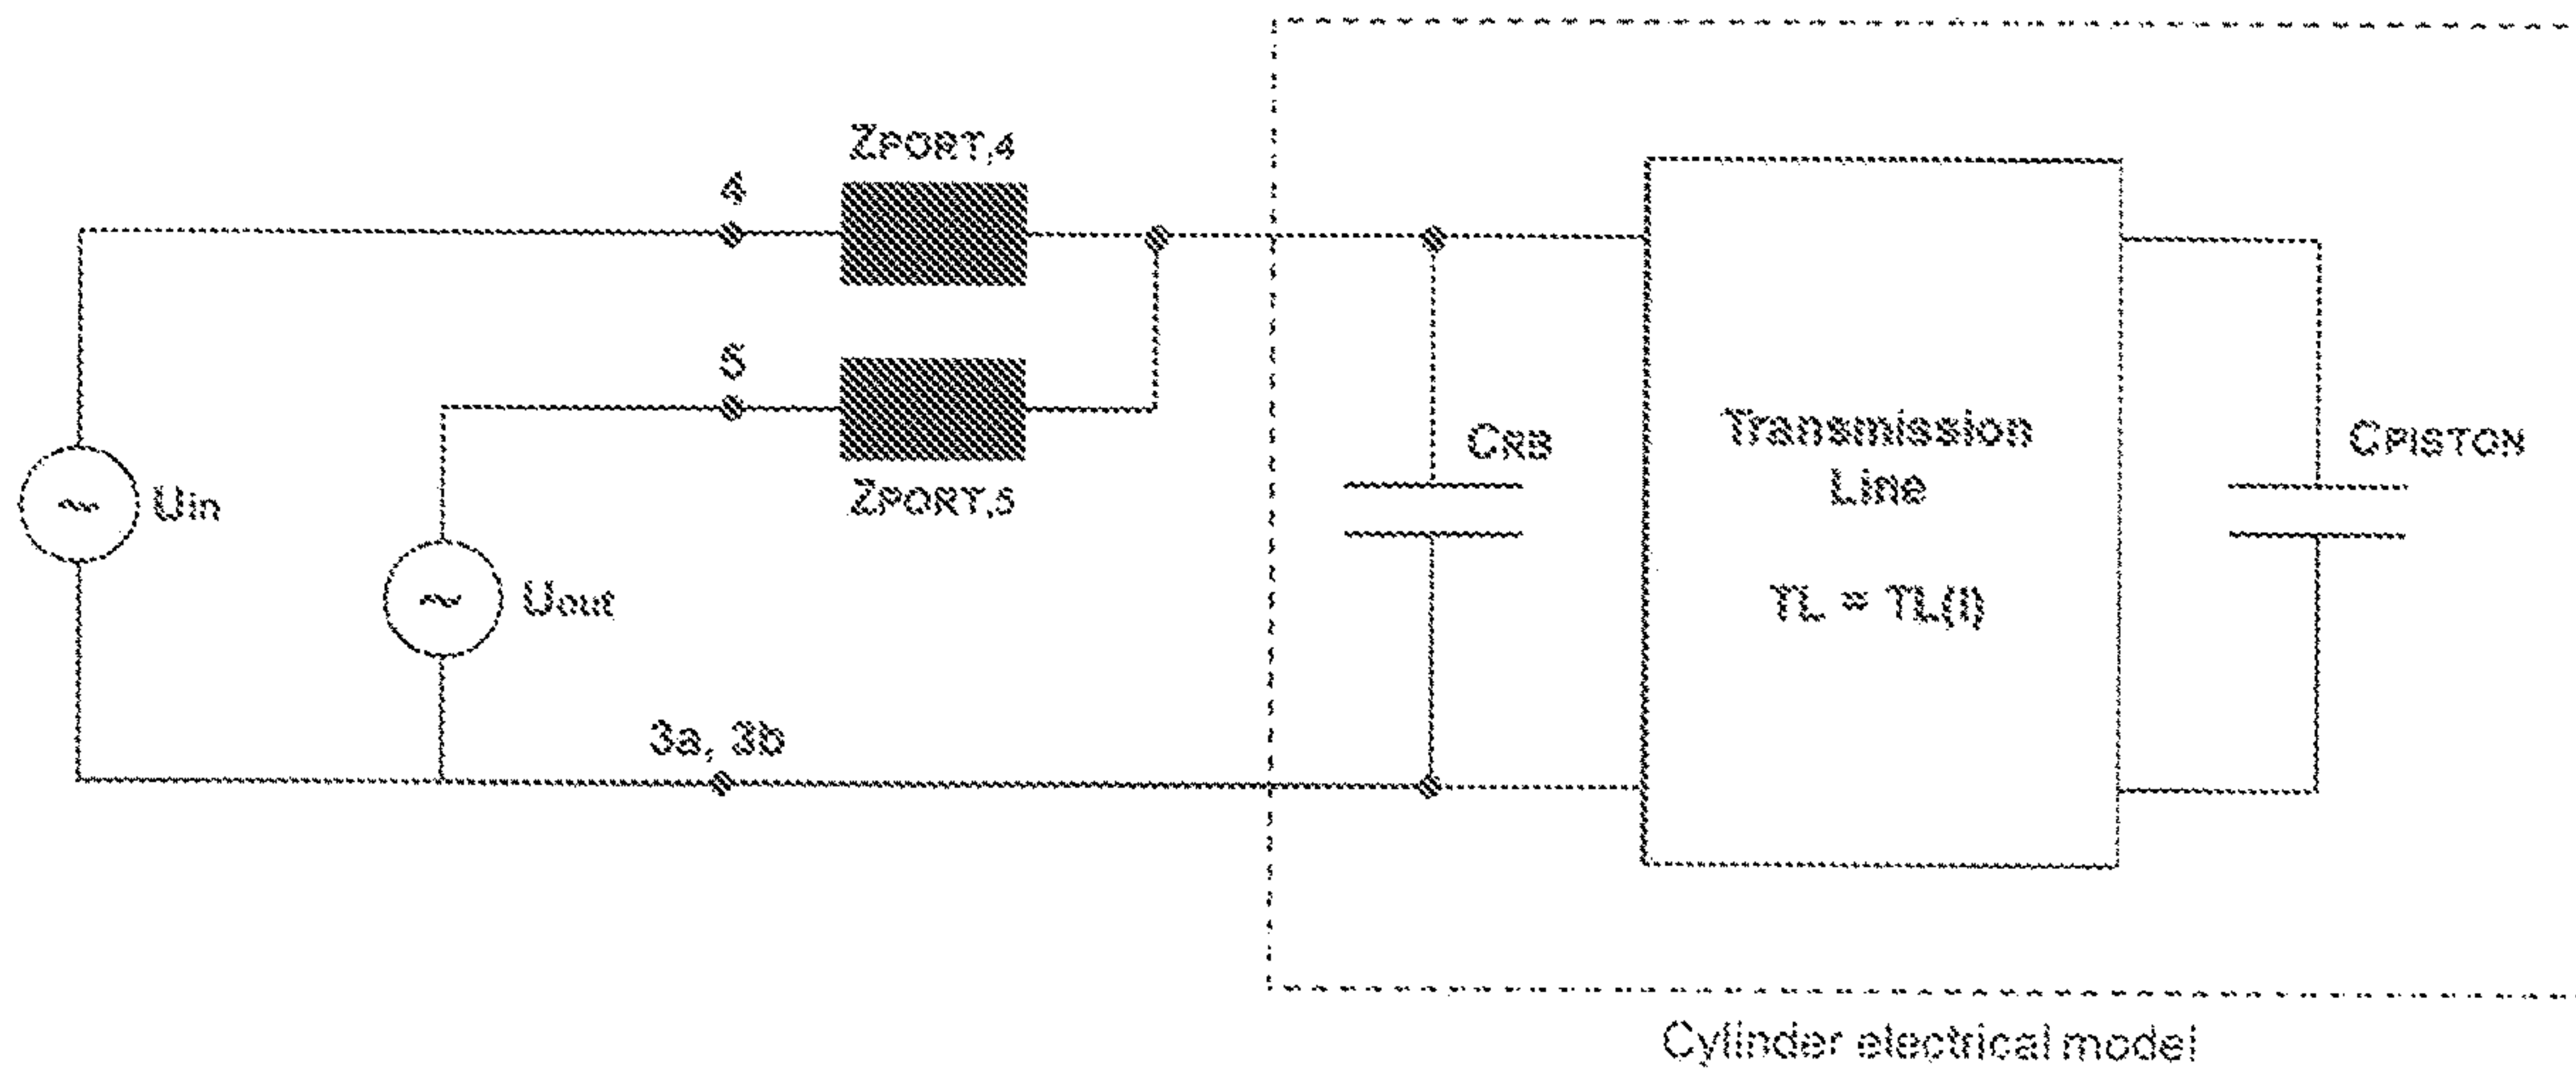 ZPORT,4
4
5
ZPORT,5
Uin
Uout
3a, 3b
CRB
Transmission
Line
TL = TL(l)
CPISTON
Cylinder electrical model